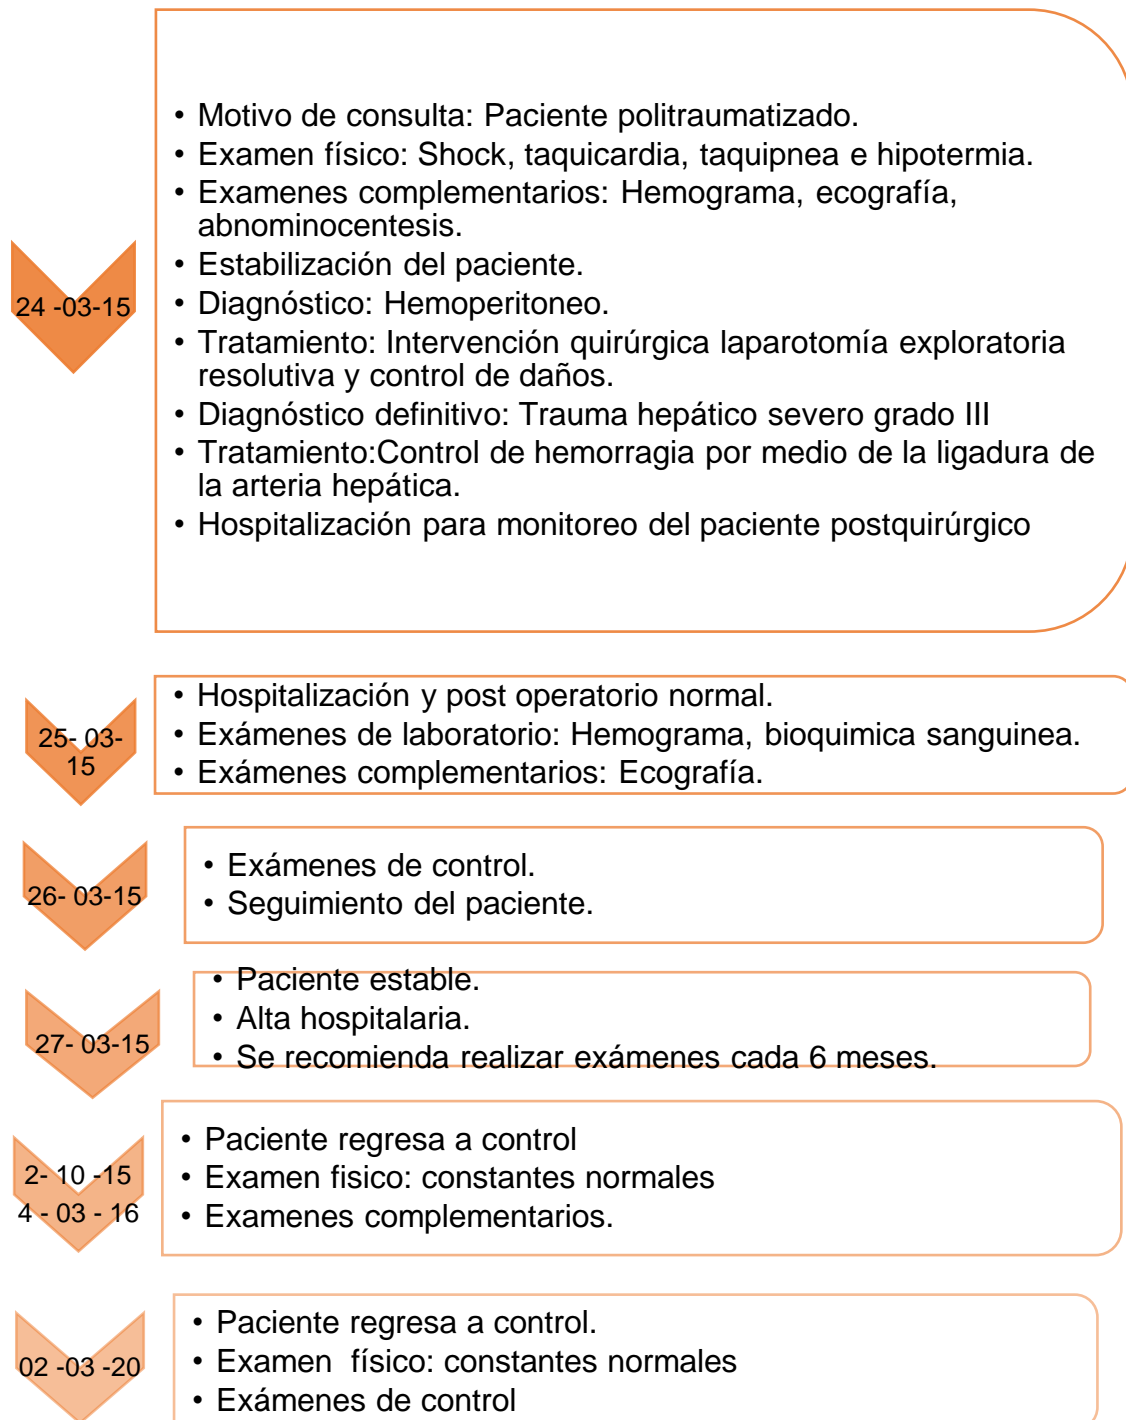 24 -03-15
• Motivo de consulta: Paciente politraumatizado.
• Examen físico: Shock, taquicardia, taquipnea e hipotermia.
• Examenes complementarios: Hemograma, ecografía,
abnominocentesis.
• Estabilización del paciente.
• Diagnóstico: Hemoperitoneo.
• Tratamiento: Intervención quirúrgica laparotomía exploratoria
resolutiva y control de daños.
• Diagnóstico definitivo: Trauma hepático severo grado III
• Tratamiento:Control de hemorragia por medio de la ligadura de
la arteria hepática.
• Hospitalización para monitoreo del paciente postquirúrgico
25- 03-
15
• Hospitalización y post operatorio normal.
• Exámenes de laboratorio: Hemograma, bioquimica sanguinea.
• Exámenes complementarios: Ecografía.
26- 03-15
• Exámenes de control.
• Seguimiento del paciente.
27- 03-15
• Paciente estable.
• Alta hospitalaria.
• Se recomienda realizar exámenes cada 6 meses.
2- 10 -15
4 - 03 - 16
• Paciente regresa a control
• Examen fisico: constantes normales
• Examenes complementarios.
02 -03 -20
• Paciente regresa a control.
• Examen físico: constantes normales
• Exámenes de control